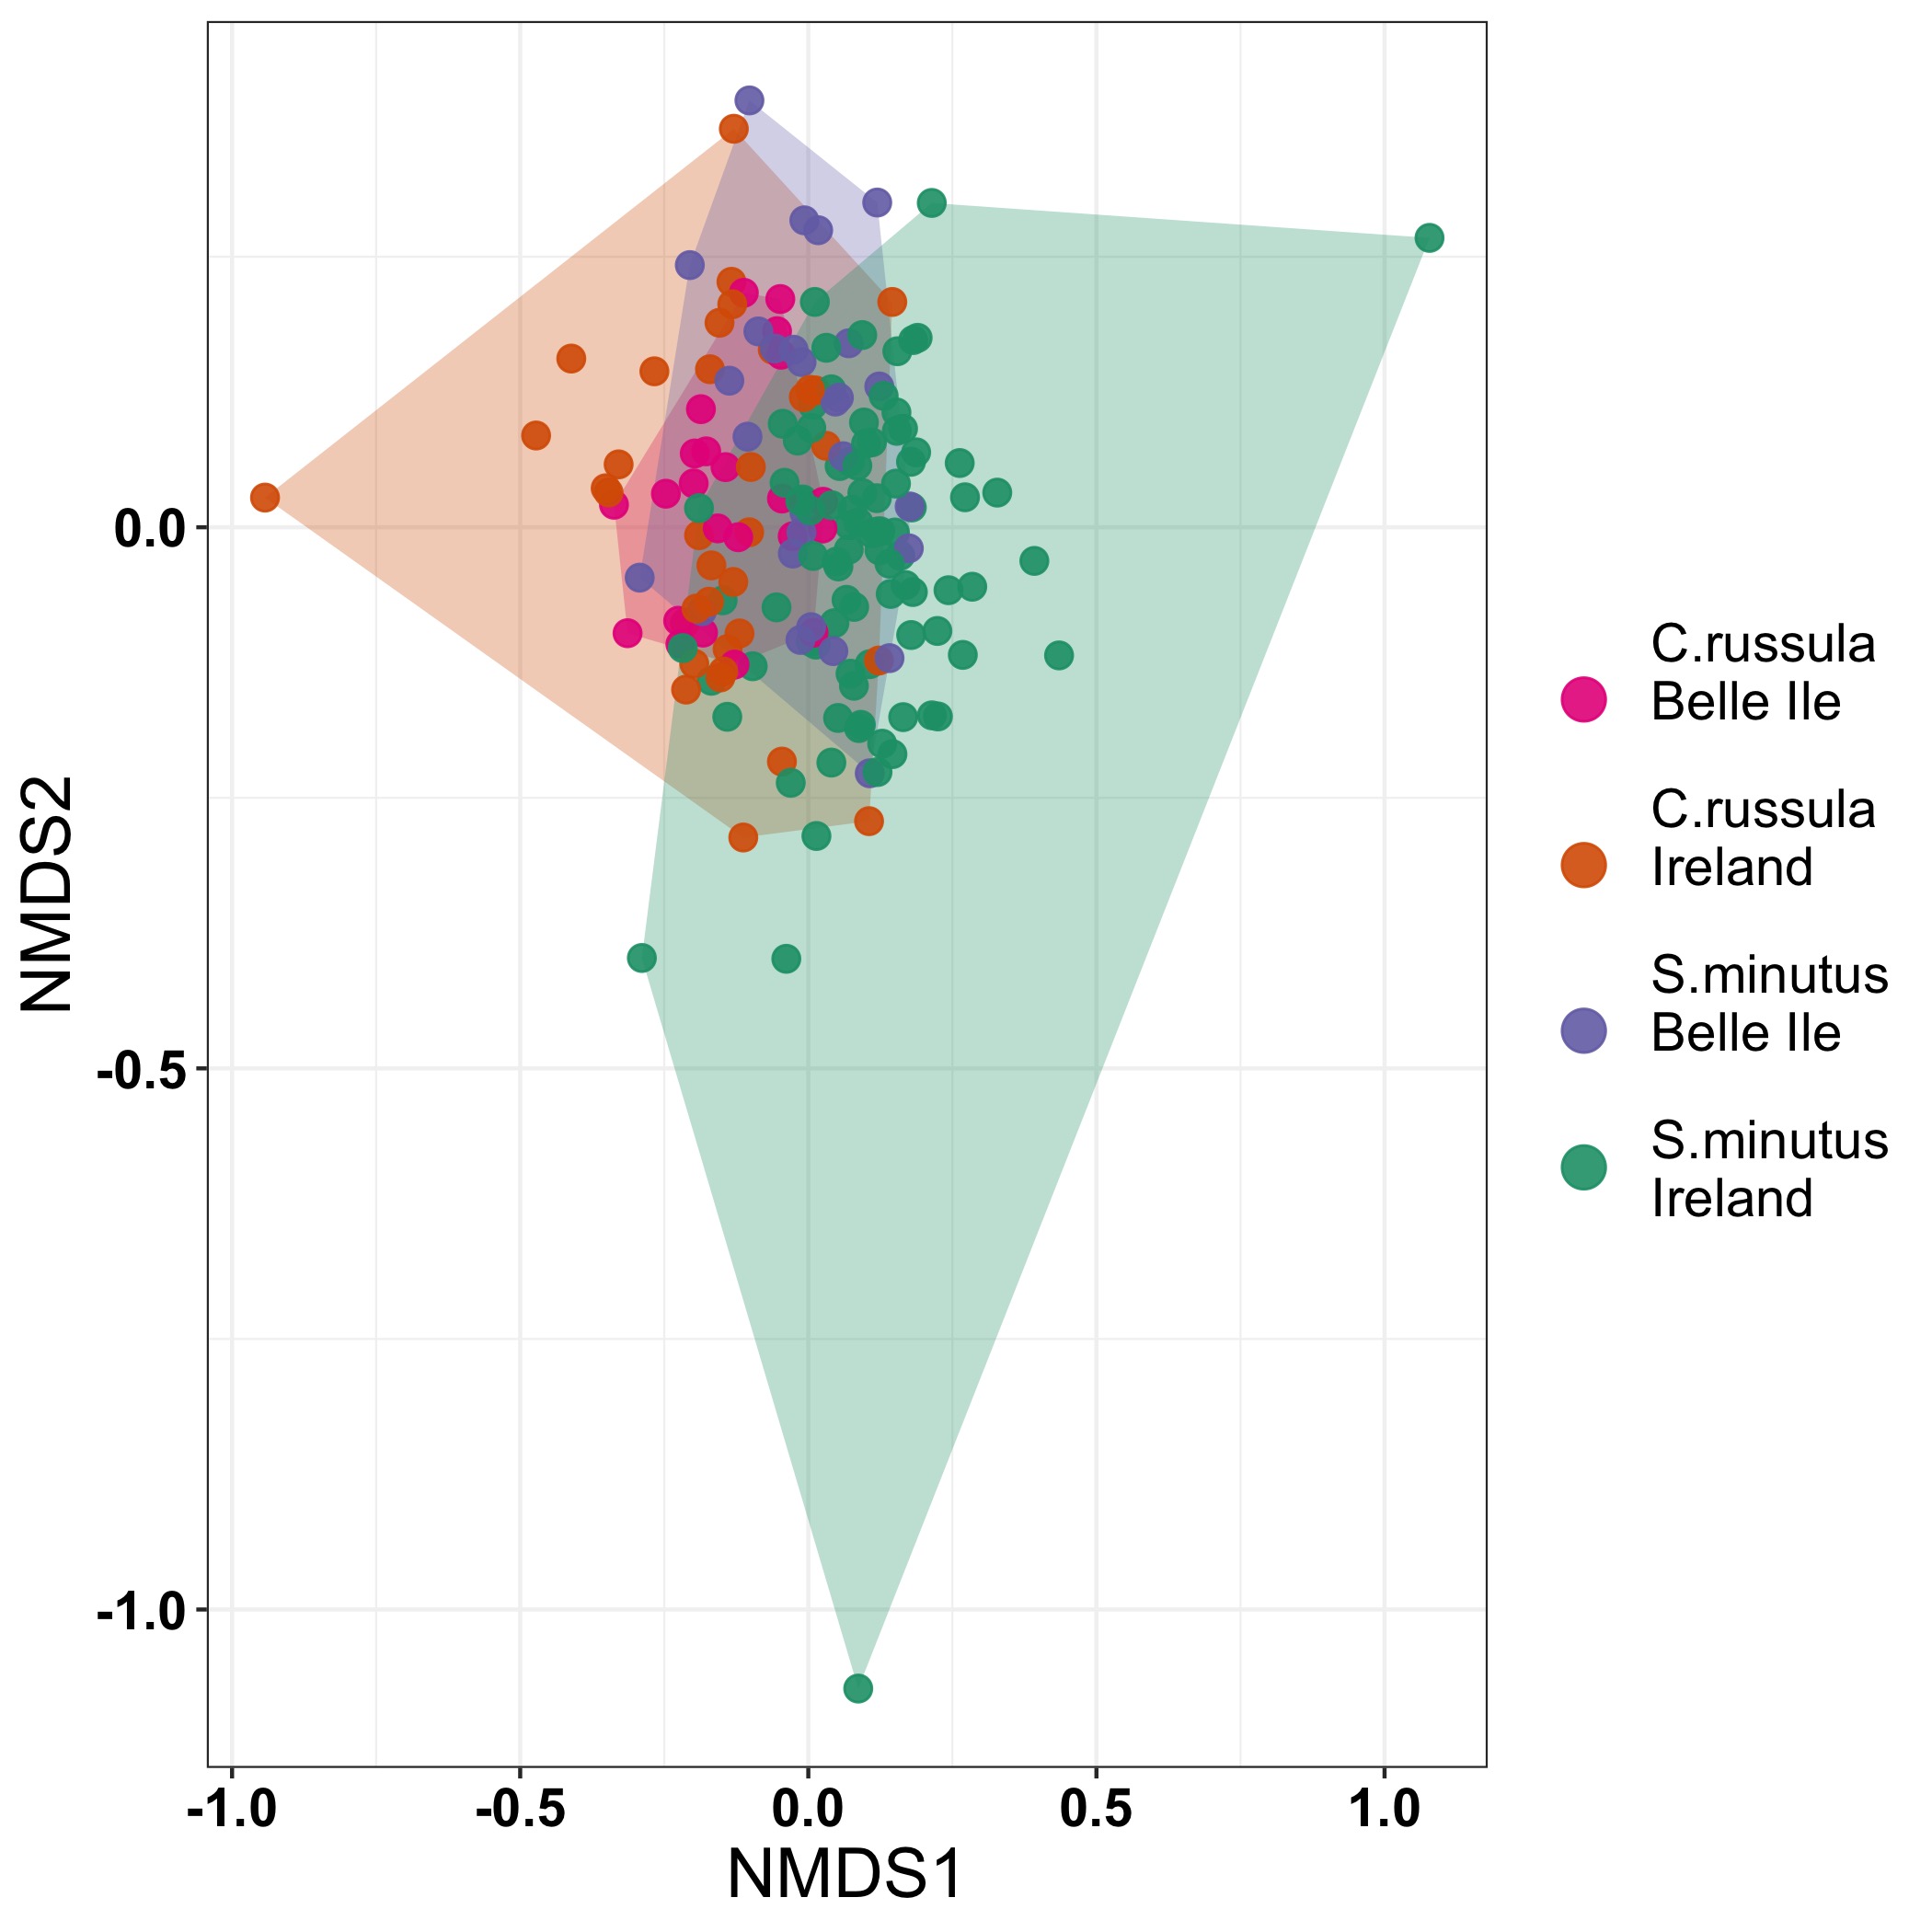 0.0
-0.5
-1.0
NMDS2
-1.0 -0.5 0.0 0.5 1.0
NMDS1
C.russula
Belle Ile
C.russula
Ireland
S.minutus
Belle Ile
S.minutus
Ireland